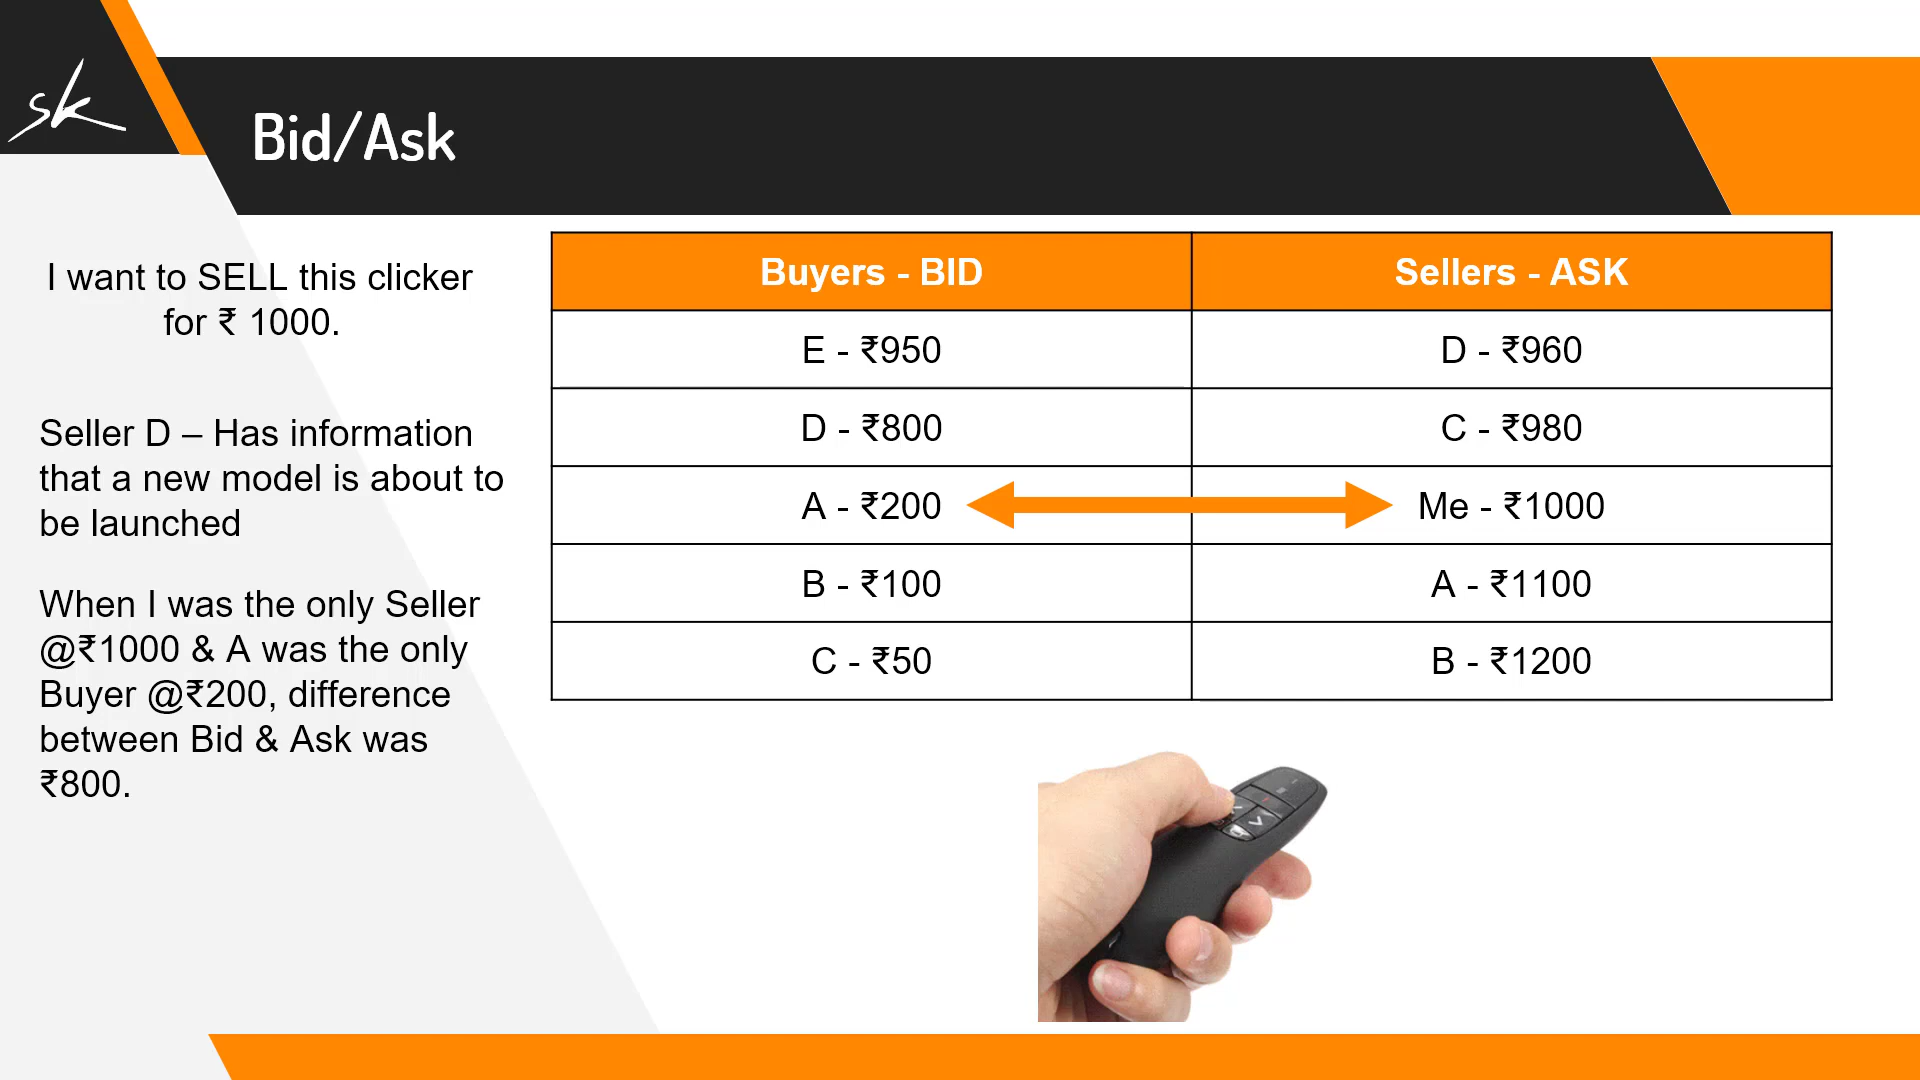 sk
Bid/Ask
I want to SELL this clicker
for ₹ 1000.
Seller D – Has information
that a new model is about to
be launched
When I was the only Seller
@₹1000 & A was the only
Buyer @₹200, difference
between Bid & Ask was
₹800.
Buyers - BID Sellers - ASK
E - ₹950 D - ₹960
D - ₹800 C - ₹980
A - ₹200 Me - ₹1000
B - ₹100 A - ₹1100
C - ₹50 B - ₹1200